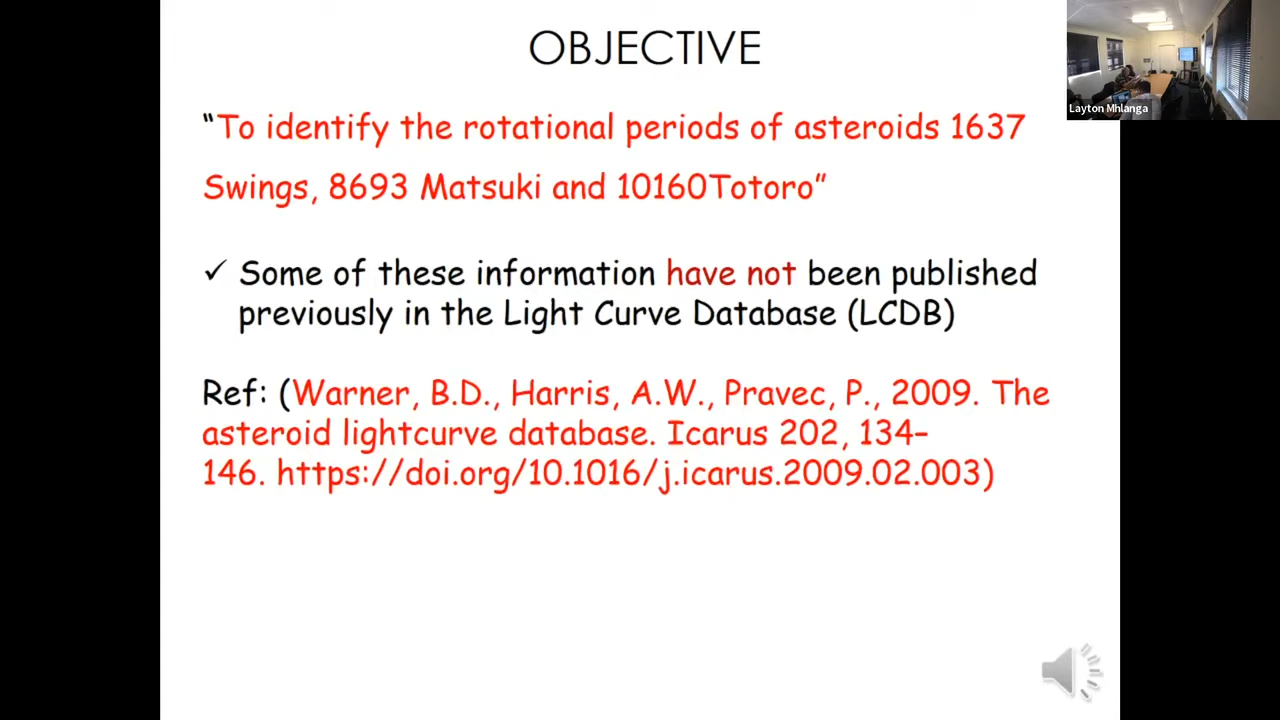 OBJECTIVE
Layton Mhlanga
“To identify the rotational periods of asteroids 1637
Swings, 8693 Matsuki and 10160Totoro”
✓ Some of these information have not been published
previously in the Light Curve Database (LCDB)
Ref: (Warner, B.D., Harris, A.W., Pravec, P., 2009. The
asteroid lightcurve database. Icarus 202, 134–
146. https://doi.org/10.1016/j.icarus.2009.02.003)